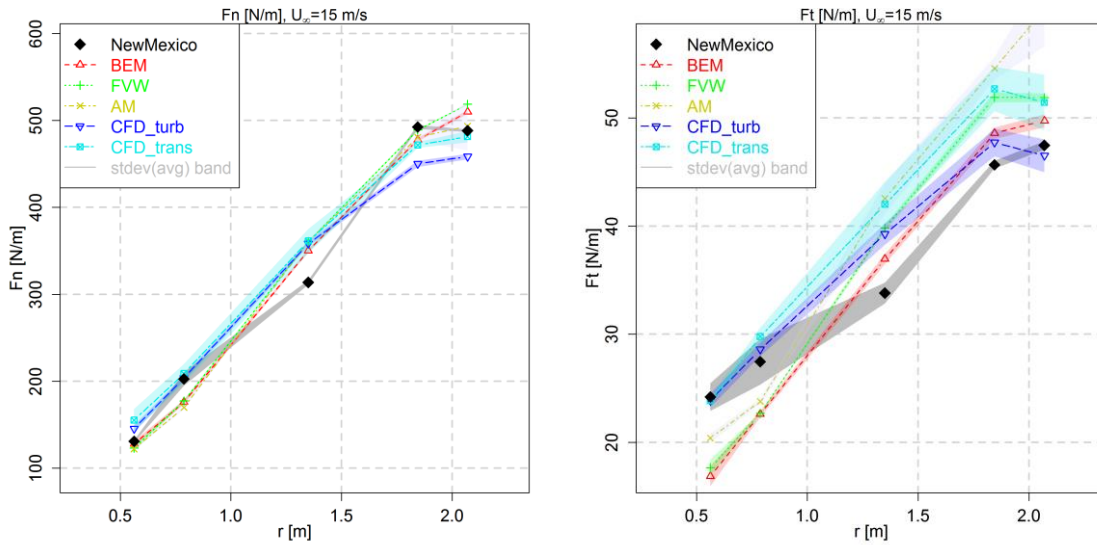 Fn [N/m], U∞=15 m/s
600
500
400
300
200
100
Fn [N/m]
NewMexico
BEM
FVW
AM
CFD_turb
CFD_trans
stdev(avg) band
0.5 1.0 1.5 2.0
r [m]
Ft [N/m], U∞=15 m/s
50
40
30
20
Ft [N/m]
NewMexico
BEM
FVW
AM
CFD_turb
CFD_trans
stdev(avg) band
0.5 1.0 1.5 2.0
r [m]